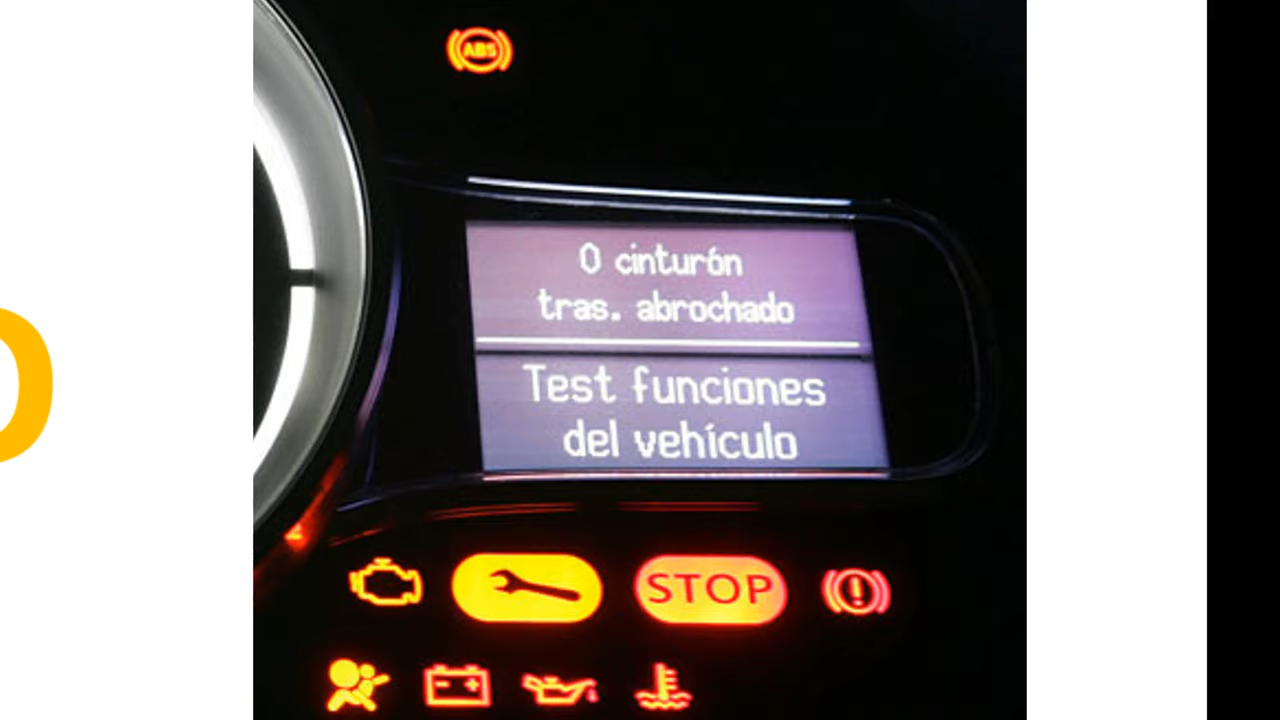 ABS
0 cinturón
tras. abrochado
Test funciones
del vehículo
STOP